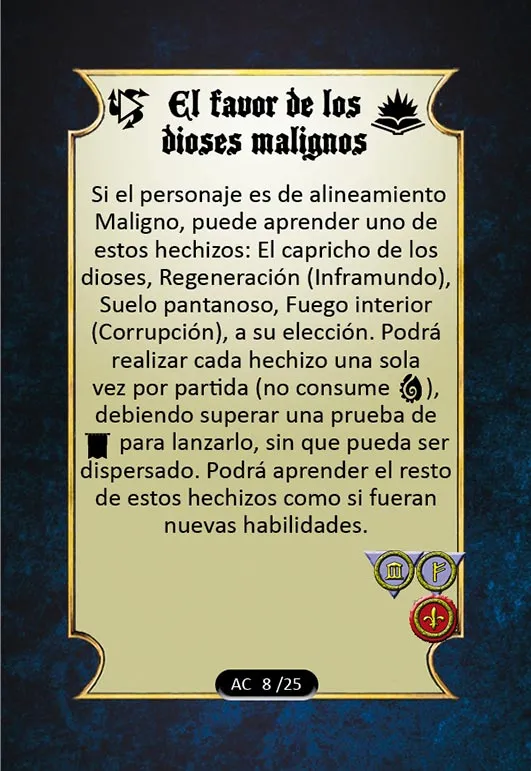 El favor de los
dioses malignos
Si el personaje es de alineamiento
Maligno, puede aprender uno de
estos hechizos: El capricho de los
dioses, Regeneración (Inframundo),
Suelo pantanoso, Fuego interior
(Corrupción), a su elección. Podrá
realizar cada hechizo una sola
vez por partida (no consume ),
debiendo superar una prueba de
para lanzarlo, sin que pueda ser
dispersado. Podrá aprender el resto
de estos hechizos como si fueran
nuevas habilidades.
AC 8 /25